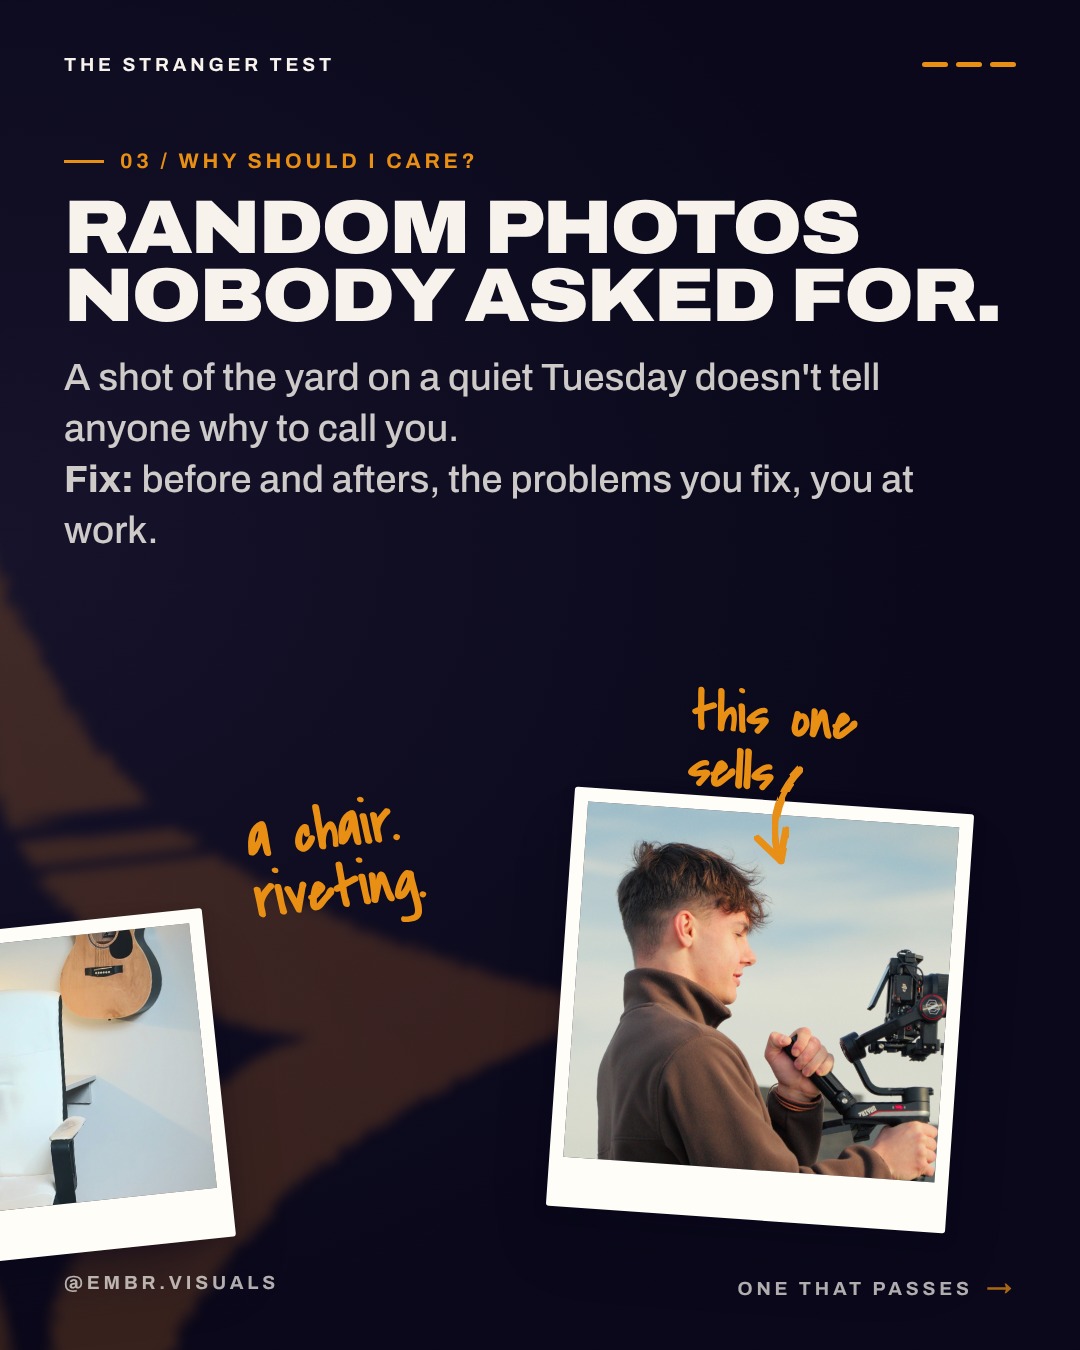 THE STRANGER TEST
03 / WHY SHOULD I CARE?
RANDOM PHOTOS
NOBODY ASKED FOR.
A shot of the yard on a quiet Tuesday doesn't tell
anyone why to call you.
Fix: before and afters, the problems you fix, you at
work.
this one
sells
a chair.
riveting.
@EMBR.VISUALS
ONE THAT PASSES →